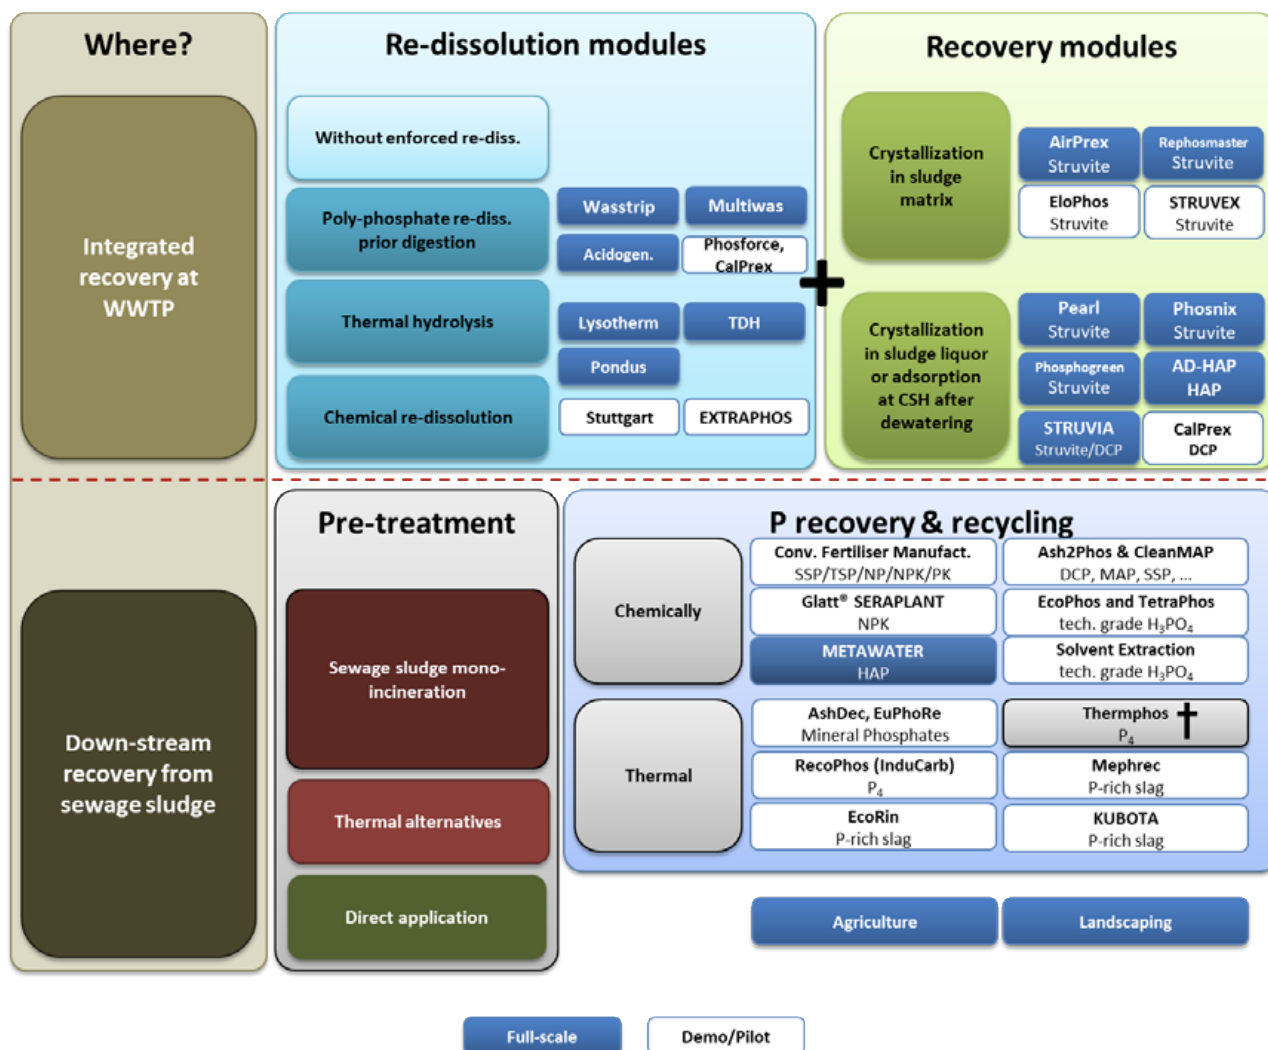 Where?
Re-dissolution modules
Recovery modules
Integrated
recovery at
WWTP
Without enforced re-diss.
Poly-phosphate re-diss.
prior digestion
Wasstrip
Multiwas
Acidogen.
Phosforce,
CalPrex
Thermal hydrolysis
Lysotherm
TDH
Pondus
Chemical re-dissolution
Stuttgart
EXTRAPHOS
+
Crystallization
in sludge
matrix
AirPrex
Struvite
Rephosmaster
Struvite
EloPhos
Struvite
STRUVEX
Struvite
Crystallization
in sludge liquor
or adsorption
at CSH after
dewatering
Pearl
Struvite
Phosnix
Struvite
Phosphogreen
Struvite
AD-HAP
HAP
STRUVIA
Struvite/DCP
CalPrex
DCP
Down-stream
recovery from
sewage sludge
Pre-treatment
Sewage sludge mono-
incineration
Thermal alternatives
Direct application
P recovery & recycling
Chemically
Conv. Fertiliser Manufact.
SSP/TSP/NP/NPK/PK
Ash2Phos & CleanMAP
DCP, MAP, SSP, ...
Glatt® SERAPLANT
NPK
EcoPhos and TetraPhos
tech. grade H₃PO₄
METAWATER
HAP
Solvent Extraction
tech. grade H₃PO₄
Thermal
AshDec, EuPhoRe
Mineral Phosphates
Thermphos
P₄
RecoPhos (InduCarb)
P₄
Mephrec
P-rich slag
EcoRin
P-rich slag
KUBOTA
P-rich slag
Agriculture
Landscaping
Full-scale
Demo/Pilot